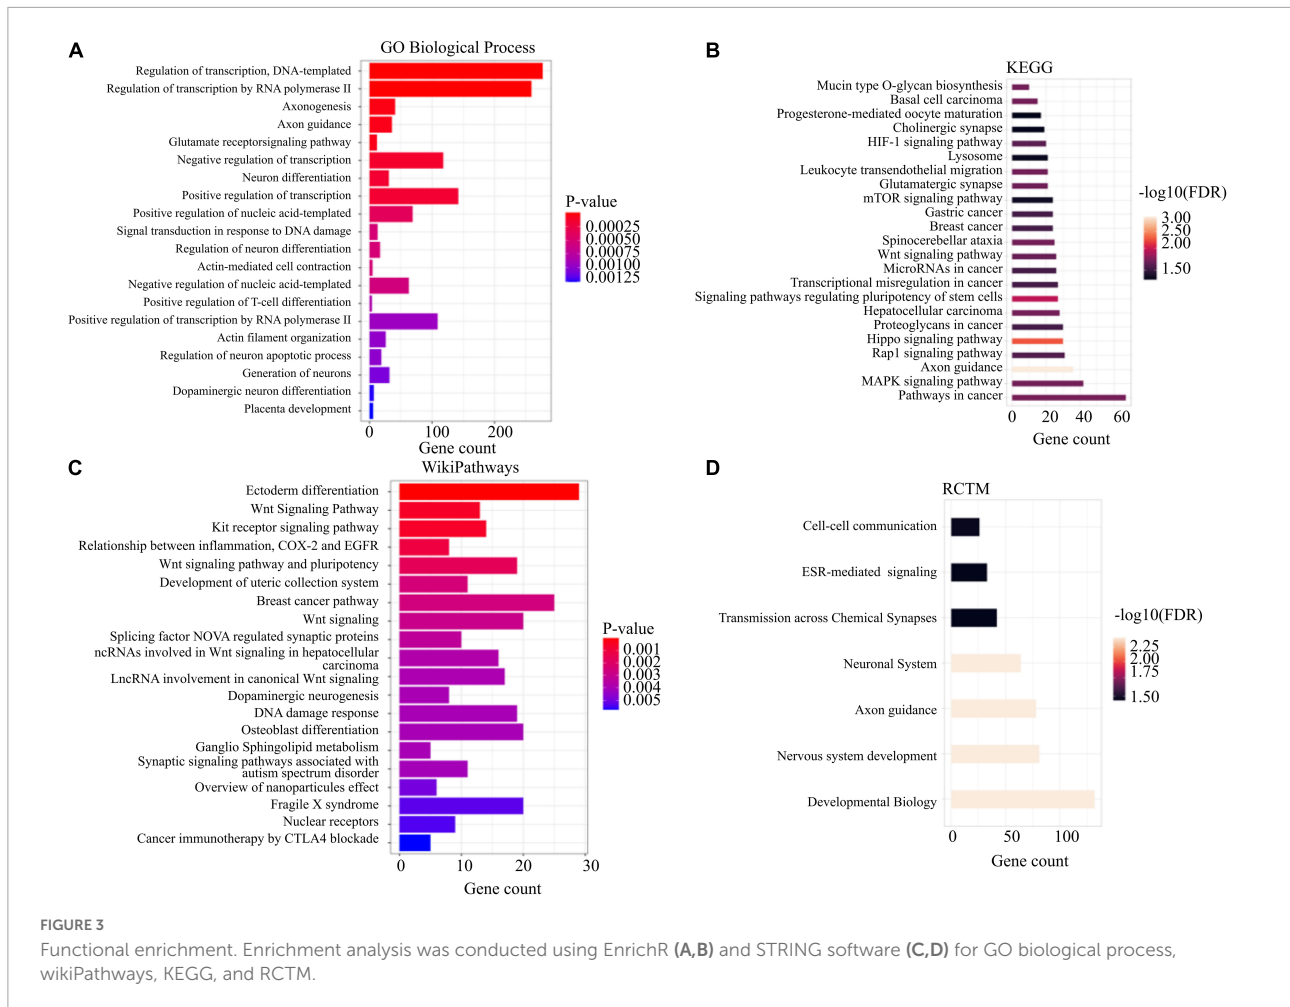 A
GO Biological Process
Regulation of transcription, DNA-templated
Regulation of transcription by RNA polymerase II
Axonogenesis
Axon guidance
Glutamate receptorsignaling pathway
Negative regulation of transcription
Neuron differentiation
Positive regulation of transcription
Positive regulation of nucleic acid-templated
Signal transduction in response to DNA damage
Regulation of neuron differentiation
Actin-mediated cell contraction
Negative regulation of nucleic acid-templated
Positive regulation of T-cell differentiation
Positive regulation of transcription by RNA polymerase II
Actin filament organization
Regulation of neuron apoptotic process
Generation of neurons
Dopaminergic neuron differentiation
Placenta development
0 100 200
Gene count
P-value
0.00025
0.00050
0.00075
0.00100
0.00125
B
KEGG
Mucin type O-glycan biosynthesis
Basal cell carcinoma
Progesterone-mediated oocyte maturation
Cholinergic synapse
HIF-1 signaling pathway
Lysosome
Leukocyte transendothelial migration
Glutamatergic synapse
mTOR signaling pathway
Gastric cancer
Breast cancer
Spinocerebellar ataxia
Wnt signaling pathway
MicroRNAs in cancer
Transcriptional misregulation in cancer
Signaling pathways regulating pluripotency of stem cells
Hepatocellular carcinoma
Proteoglycans in cancer
Hippo signaling pathway
Rap1 signaling pathway
Axon guidance
MAPK signaling pathway
Pathways in cancer
0 20 40 60
Gene count
-log10(FDR)
3.00
2.50
2.00
1.50
C
WikiPathways
Ectoderm differentiation
Wnt Signaling Pathway
Kit receptor signaling pathway
Relationship between inflammation, COX-2 and EGFR
Wnt signaling pathway and pluripotency
Development of uteric collection system
Breast cancer pathway
Wnt signaling
Splicing factor NOVA regulated synaptic proteins
ncRNAs involved in Wnt signaling in hepatocellular
carcinoma
LncRNA involvement in canonical Wnt signaling
Dopaminergic neurogenesis
DNA damage response
Osteoblast differentiation
Ganglio Sphingolipid metabolism
Synaptic signaling pathways associated with
autism spectrum disorder
Overview of nanoparticules effect
Fragile X syndrome
Nuclear receptors
Cancer immunotherapy by CTLA4 blockade
0 10 20 30
Gene count
P-value
0.001
0.002
0.003
0.004
0.005
D
RCTM
Cell-cell communication
ESR-mediated signaling
Transmission across Chemical Synapses
Neuronal System
Axon guidance
Nervous system development
Developmental Biology
0 50 100
Gene count
-log10(FDR)
2.25
2.00
1.75
1.50
FIGURE 3
Functional enrichment. Enrichment analysis was conducted using EnrichR (A,B) and STRING software (C,D) for GO biological process,
wikiPathways, KEGG, and RCTM.